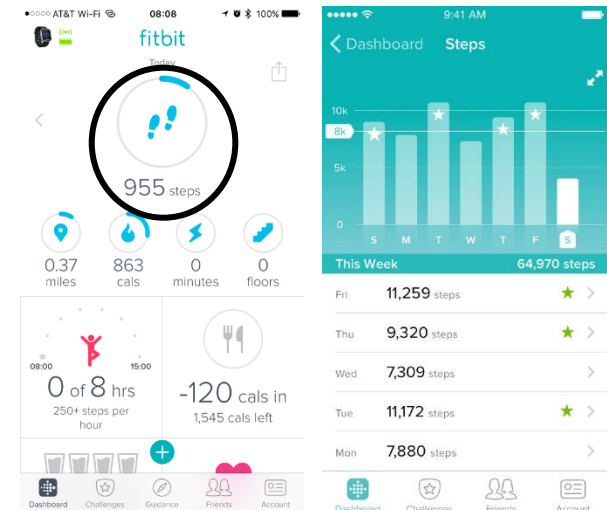 AT&T Wi-Fi 08:08 100%
fitbit
Today
955 steps
0.37 miles
863 cals
0 minutes
0 floors
08:00 15:00
0 of 8 hrs
250+ steps per
hour
-120 cals in
1,545 cals left
Dashboard Challenges Guidance Friends Account
9:41 AM
Dashboard Steps
10k
8k
5k
0
S M T W T F S
This Week 64,970 steps
Fri 11,259 steps
Thu 9,320 steps
Wed 7,309 steps
Tue 11,172 steps
Mon 7,880 steps
Dashboard Challenges Friends Account